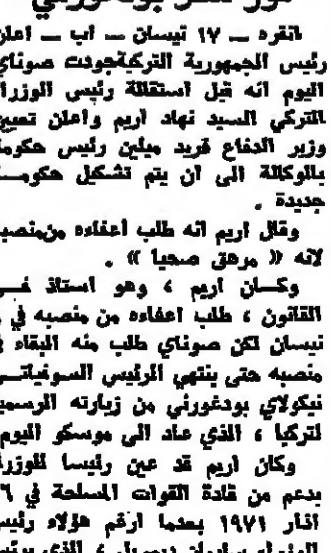 انقره — ١٧ تيسان — اب — اعلن
رئيس الجمهورية التركية جودت صوناي
اليوم انه قبل استقالة رئيس الوزراء
التركي السيد نهاد اريم واعلن تعيين
وزير الدفاع فريد ميلين رئيس حكومة
بالوكالة الى ان يتم تشكيل حكومة
جديدة .
وقال اريم انه طلب اعفاءه من منصبه
لانه « مرهق صحيا » .
وكان اريم ، وهو استاذ في
القانون ، طلب اعفاءه من منصبه في
نيسان لكن صوناي طلب منه البقاء في
منصبه حتى ينتهي الرئيس السوفياتي
نيكولاي بودغورني من زيارته الرسمية
لتركيا ، الذي عاد الى موسكو اليوم
وكان اريم قد عين رئيسا للوزراء
بدعم من قادة القوات المسلحة في
اذار ١٩٧١ بعدما ارغم هؤلاء رئيس